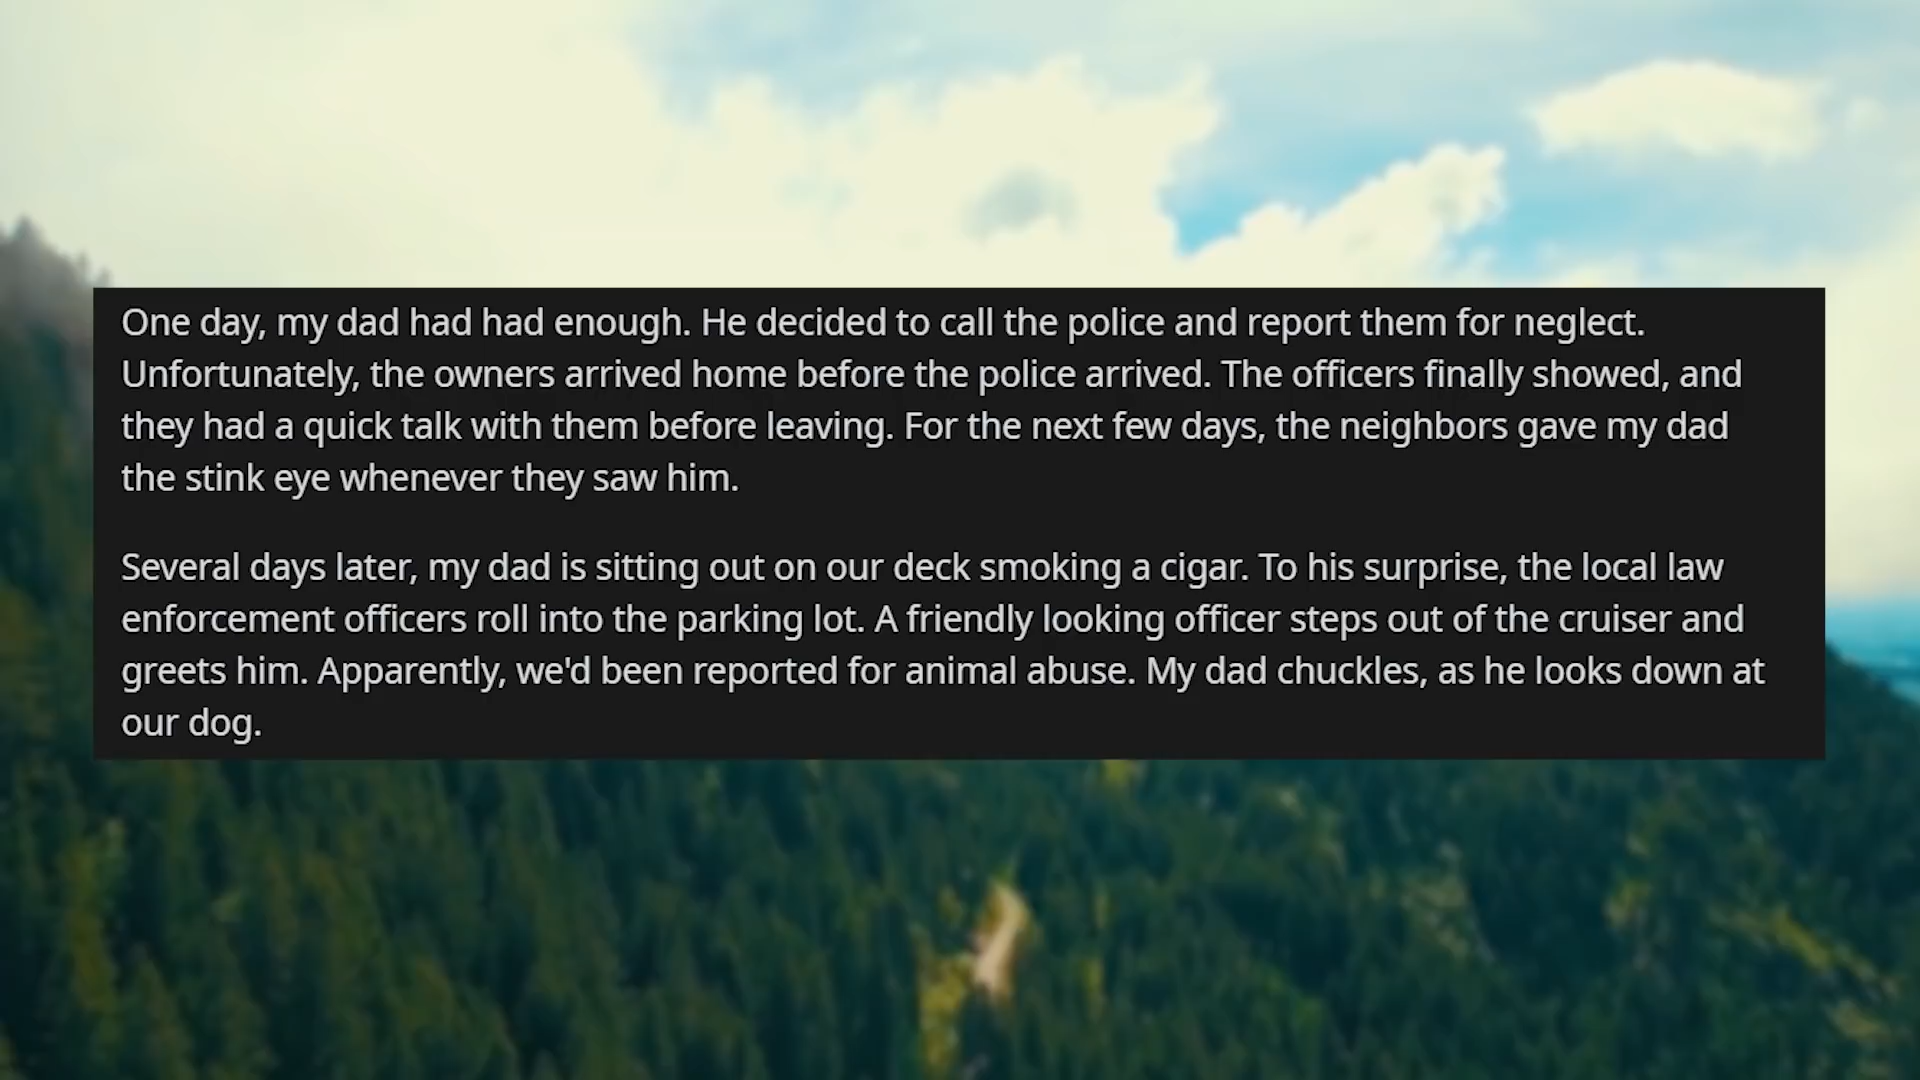 One day, my dad had had enough. He decided to call the police and report them for neglect.
Unfortunately, the owners arrived home before the police arrived. The officers finally showed, and
they had a quick talk with them before leaving. For the next few days, the neighbors gave my dad
the stink eye whenever they saw him.
Several days later, my dad is sitting out on our deck smoking a cigar. To his surprise, the local law
enforcement officers roll into the parking lot. A friendly looking officer steps out of the cruiser and
greets him. Apparently, we'd been reported for animal abuse. My dad chuckles, as he looks down at
our dog.